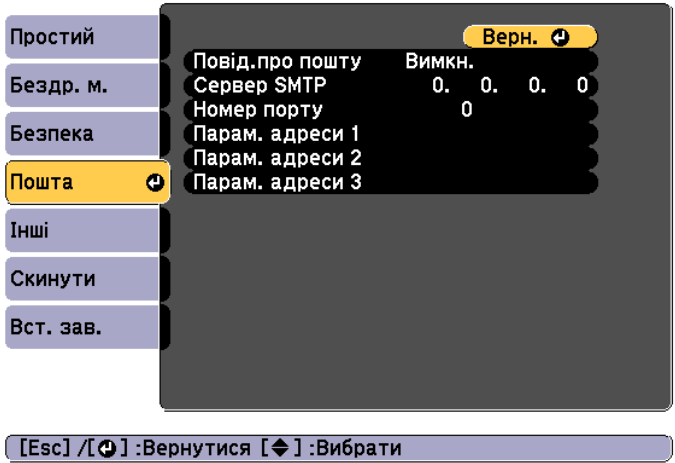 Простий
Бездр. м.
Безпека
Пошта
Інші
Скинути
Вст. зав.
Верн.
Повід.про пошту Вимкн.
Сервер SMTP 0. 0. 0. 0
Номер порту 0
Парам. адреси 1
Парам. адреси 2
Парам. адреси 3
[Esc] /[ ] :Вернутися [ ] :Вибрати